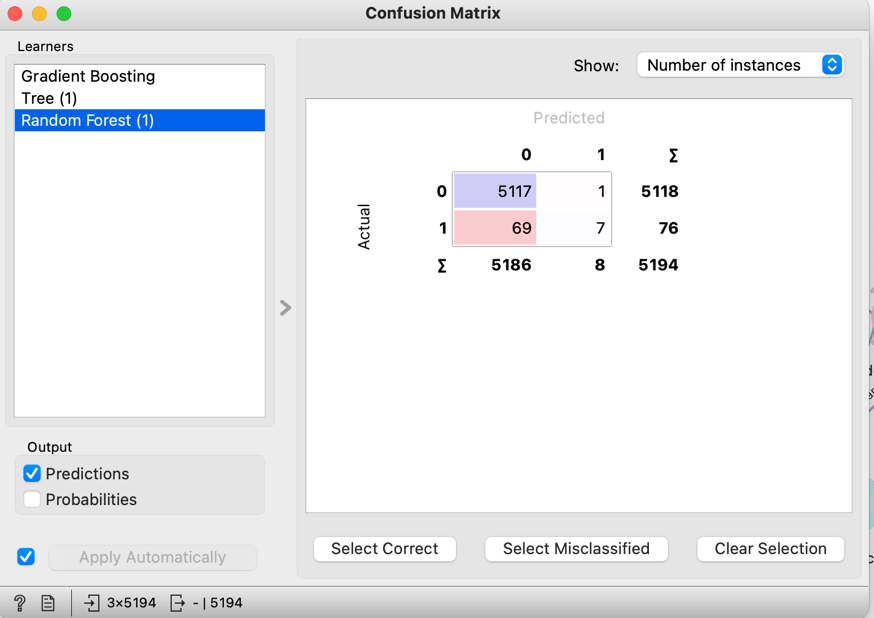 Confusion Matrix
Learners
Gradient Boosting
Tree (1)
Random Forest (1)
Show: Number of instances
Predicted
0 1 Σ
Actual
0 5117 1 5118
1 69 7 76
Σ 5186 8 5194
Output
Predictions
Probabilities
Apply Automatically
Select Correct Select Misclassified Clear Selection
? 3×5194 - | 5194